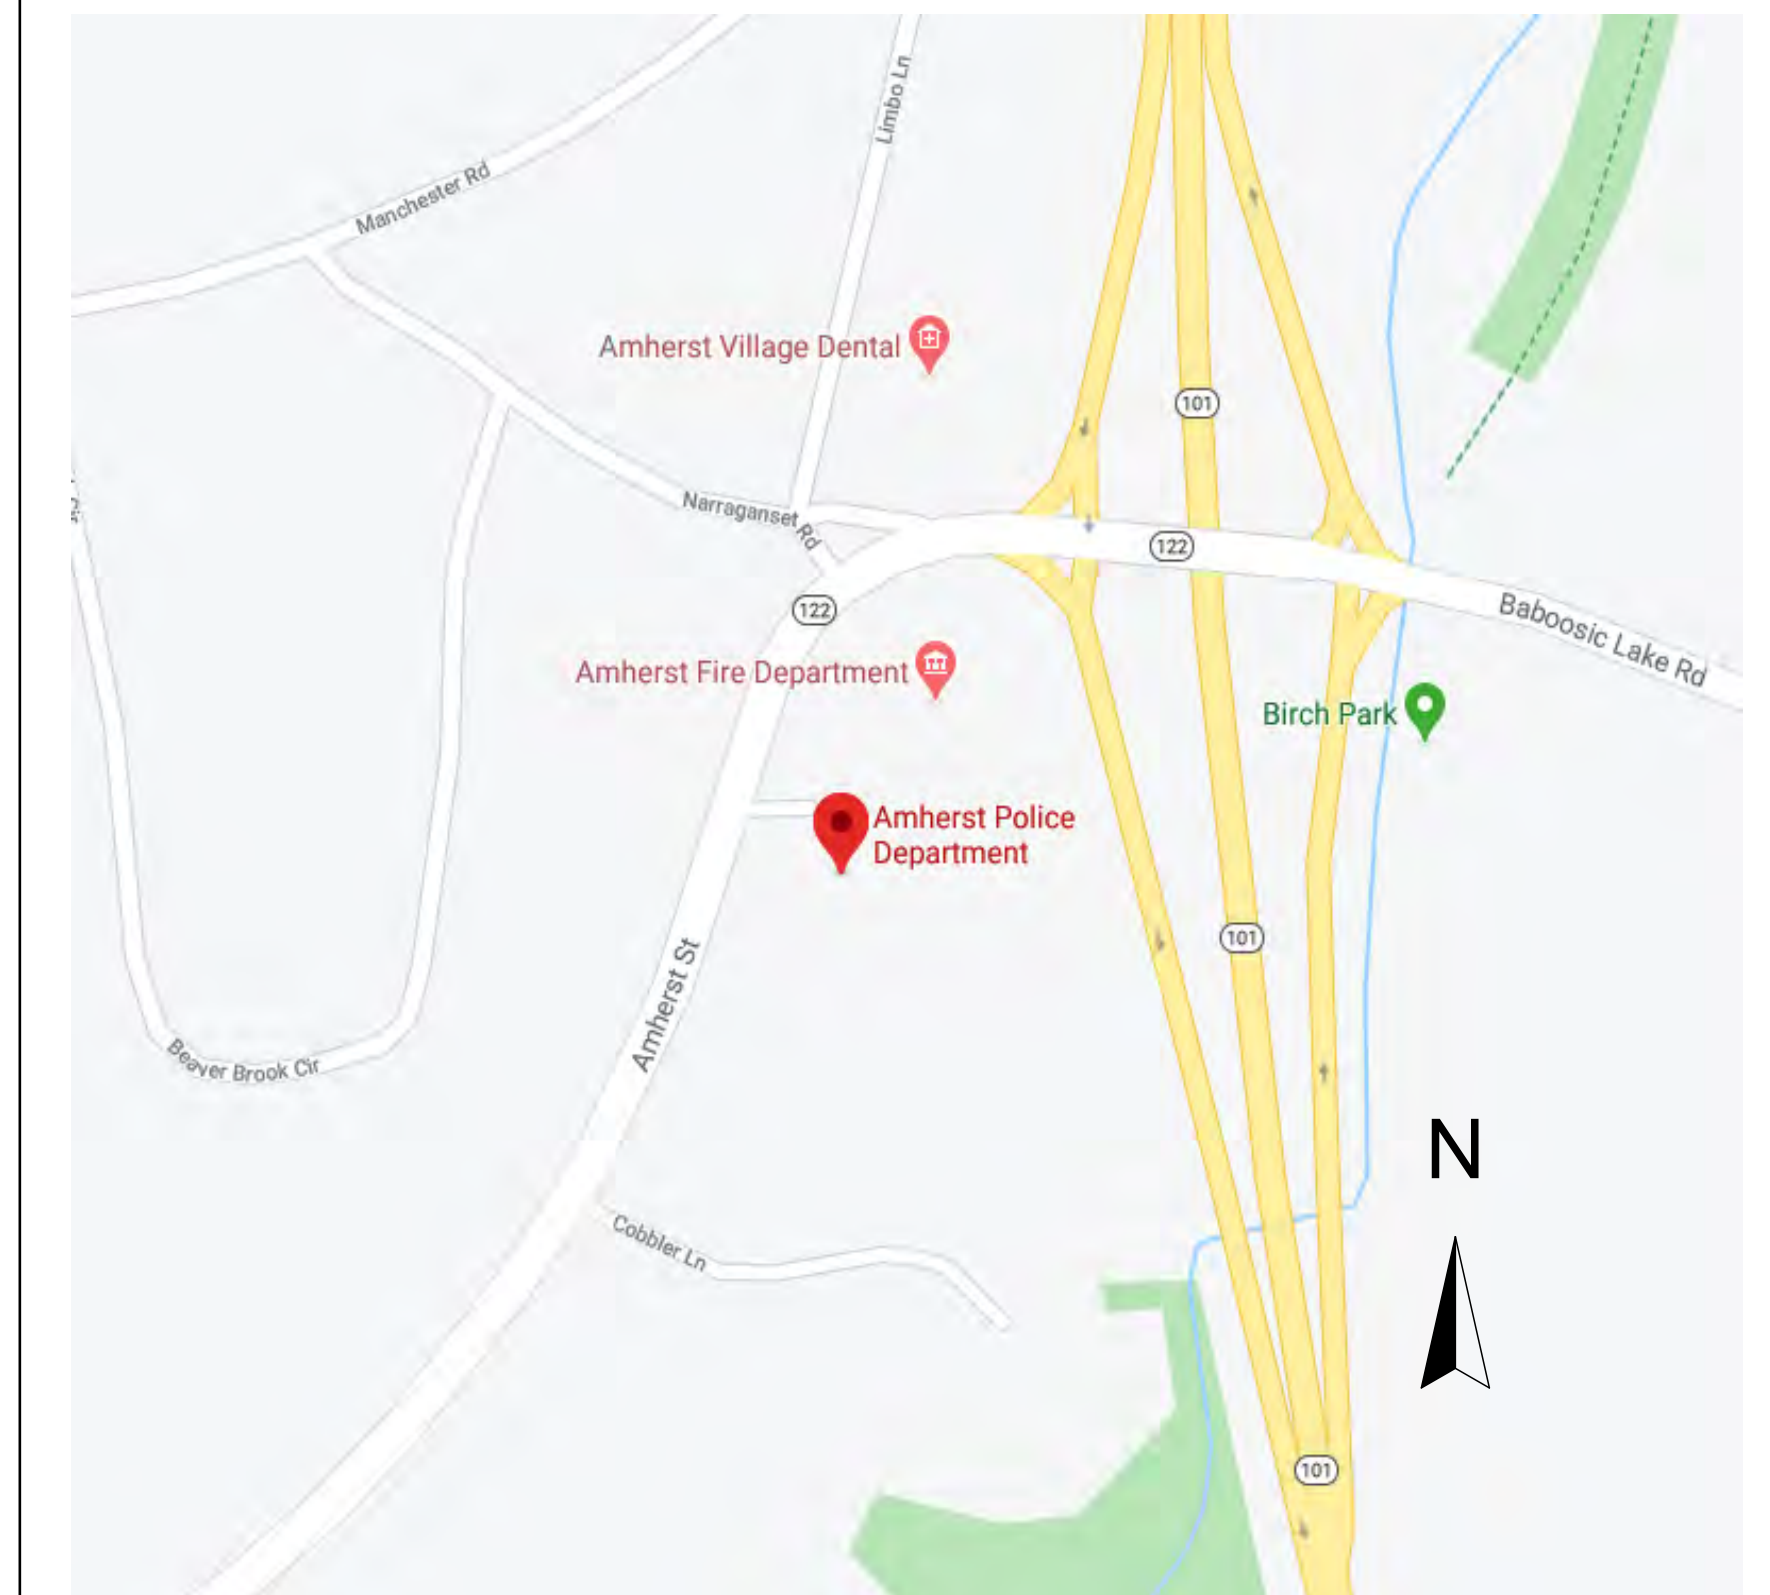 Limbo Ln
Manchester Rd
Amherst Village Dental
101
Narraganset Rd
122
122
Baboosic Lake Rd
Amherst Fire Department
Birch Park
Amherst Police
Department
101
Amherst St
Beaver Brook Cir
N
Cobbler Ln
101